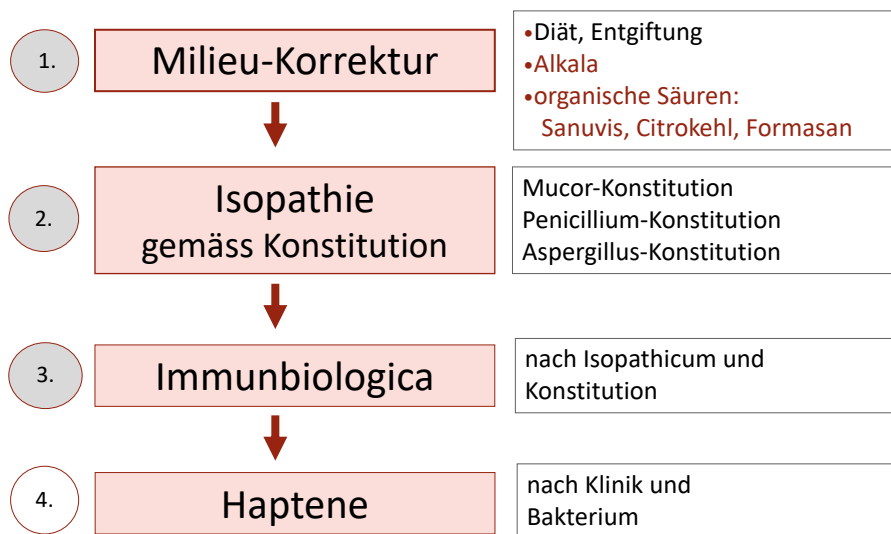 1.
Milieu-Korrektur
•Diät, Entgiftung
•Alkala
•organische Säuren:
Sanuvis, Citrokehl, Formasan
2.
Isopathie
gemäss Konstitution
Mucor-Konstitution
Penicillium-Konstitution
Aspergillus-Konstitution
3.
Immunbiologica
nach Isopathicum und
Konstitution
4.
Haptene
nach Klinik und
Bakterium